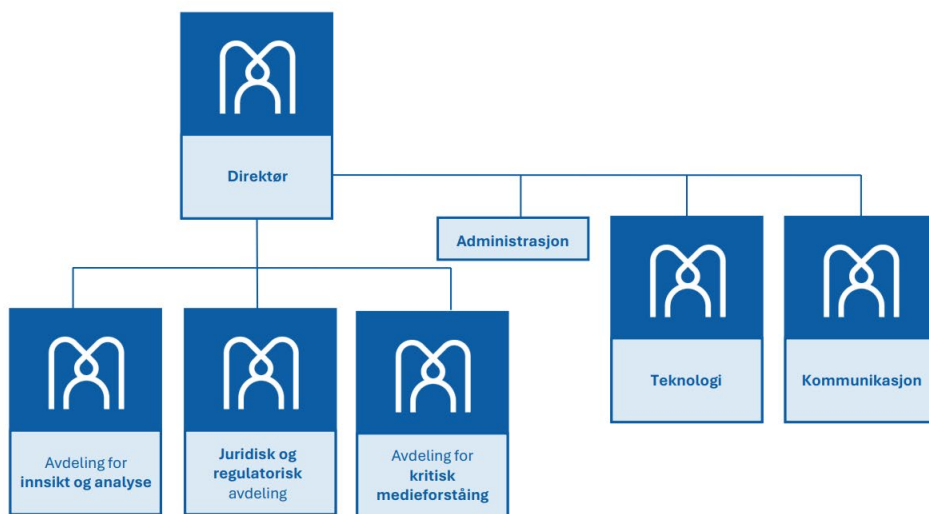 Direktør
Administrasjon
Teknologi
Kommunikasjon
Avdeling for
innsikt og analyse
Juridisk og
regulatorisk
avdeling
Avdeling for
kritisk
medieforståing